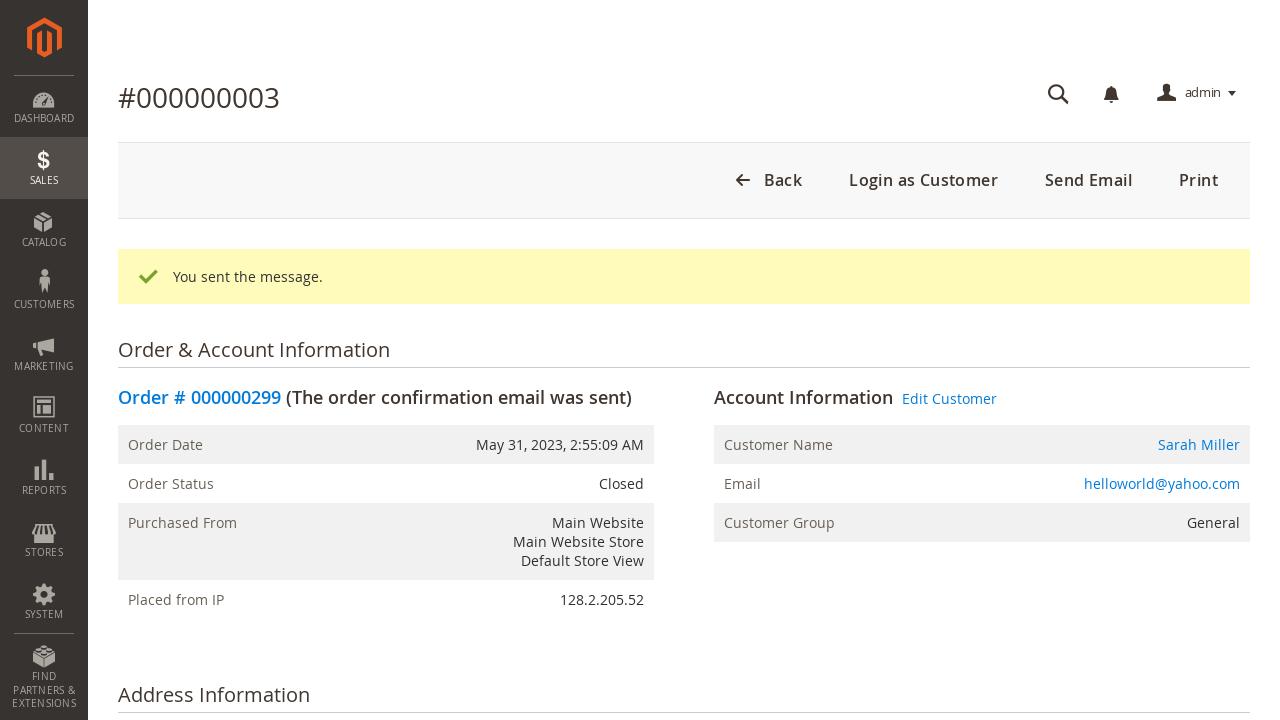 #000000003
admin
DASHBOARD
SALES
CATALOG
CUSTOMERS
MARKETING
CONTENT
REPORTS
STORES
SYSTEM
FIND
PARTNERS &
EXTENSIONS
Back
Login as Customer
Send Email
Print
You sent the message.
Order & Account Information
Order # 000000299 (The order confirmation email was sent)
Order Date May 31, 2023, 2:55:09 AM
Order Status Closed
Purchased From Main Website
Main Website Store
Default Store View
Placed from IP 128.2.205.52
Account Information Edit Customer
Customer Name Sarah Miller
Email helloworld@yahoo.com
Customer Group General
Address Information